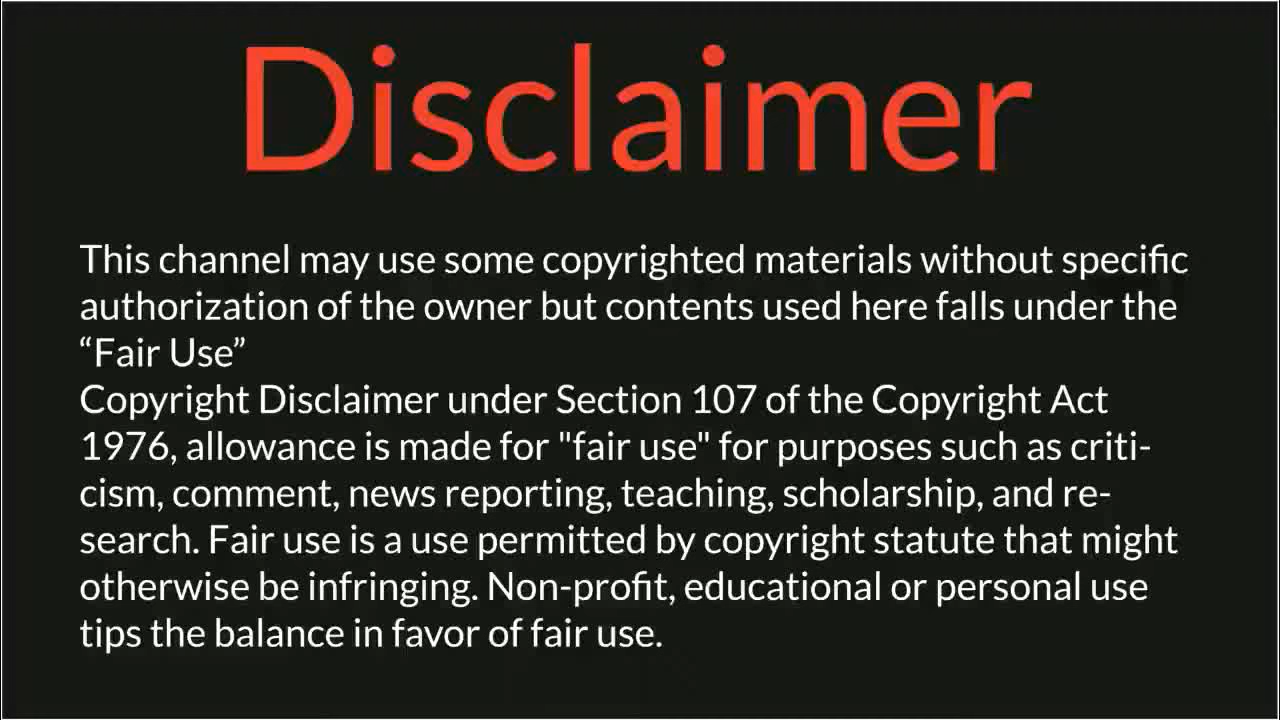 Disclaimer
This channel may use some copyrighted materials without specific
authorization of the owner but contents used here falls under the
“Fair Use”
Copyright Disclaimer under Section 107 of the Copyright Act
1976, allowance is made for "fair use" for purposes such as criti-
cism, comment, news reporting, teaching, scholarship, and re-
search. Fair use is a use permitted by copyright statute that might
otherwise be infringing. Non-profit, educational or personal use
tips the balance in favor of fair use.